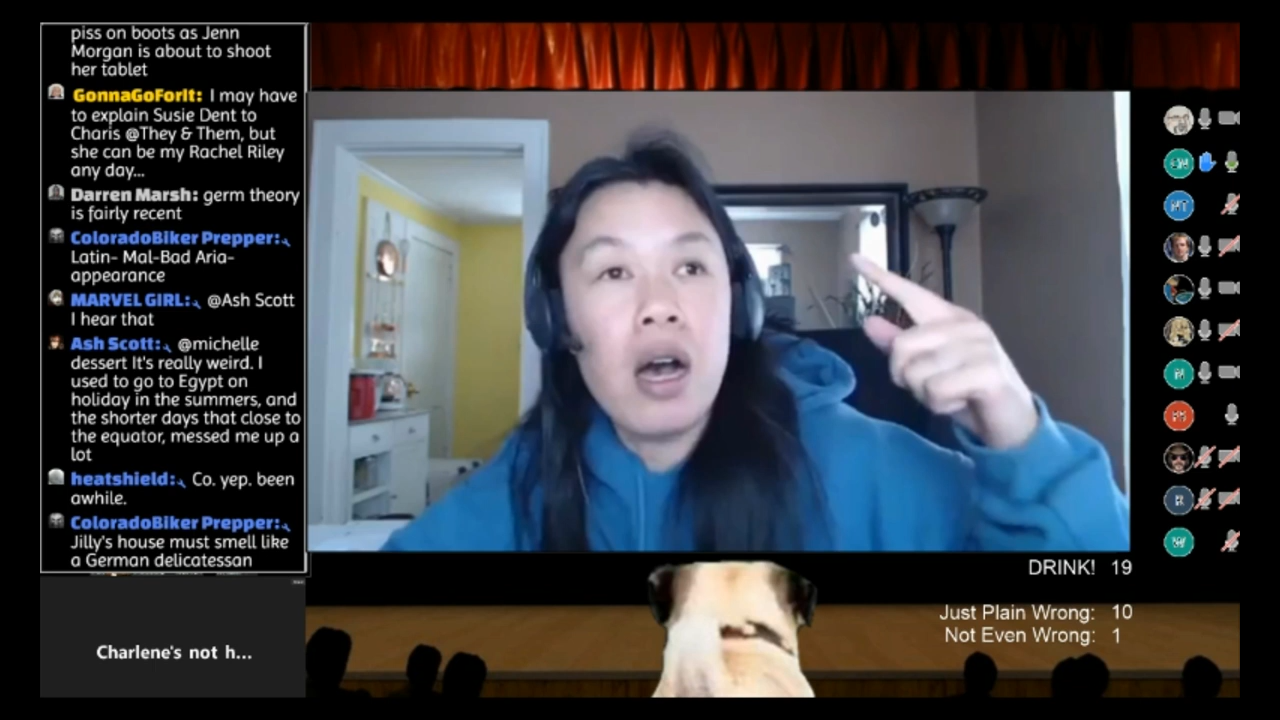 piss on boots as Jenn
Morgan is about to shoot
her tablet
GonnaGoForIt: I may have
to explain Susie Dent to
Charis @They & Them, but
she can be my Rachel Riley
any day...
Darren Marsh: germ theory
is fairly recent
ColoradoBiker Prepper:
Latin- Mal-Bad Aria-
appearance
MARVEL GIRL: @Ash Scott
I hear that
Ash Scott: @michelle
dessert It's really weird. I
used to go to Egypt on
holiday in the summers, and
the shorter days that close to
the equator, messed me up a
lot
heatshield: Co. yep. been
awhile.
ColoradoBiker Prepper:
Jilly's house must smell like
a German delicatessan
Charlene's not h...
DRINK! 19
Just Plain Wrong: 10
Not Even Wrong: 1